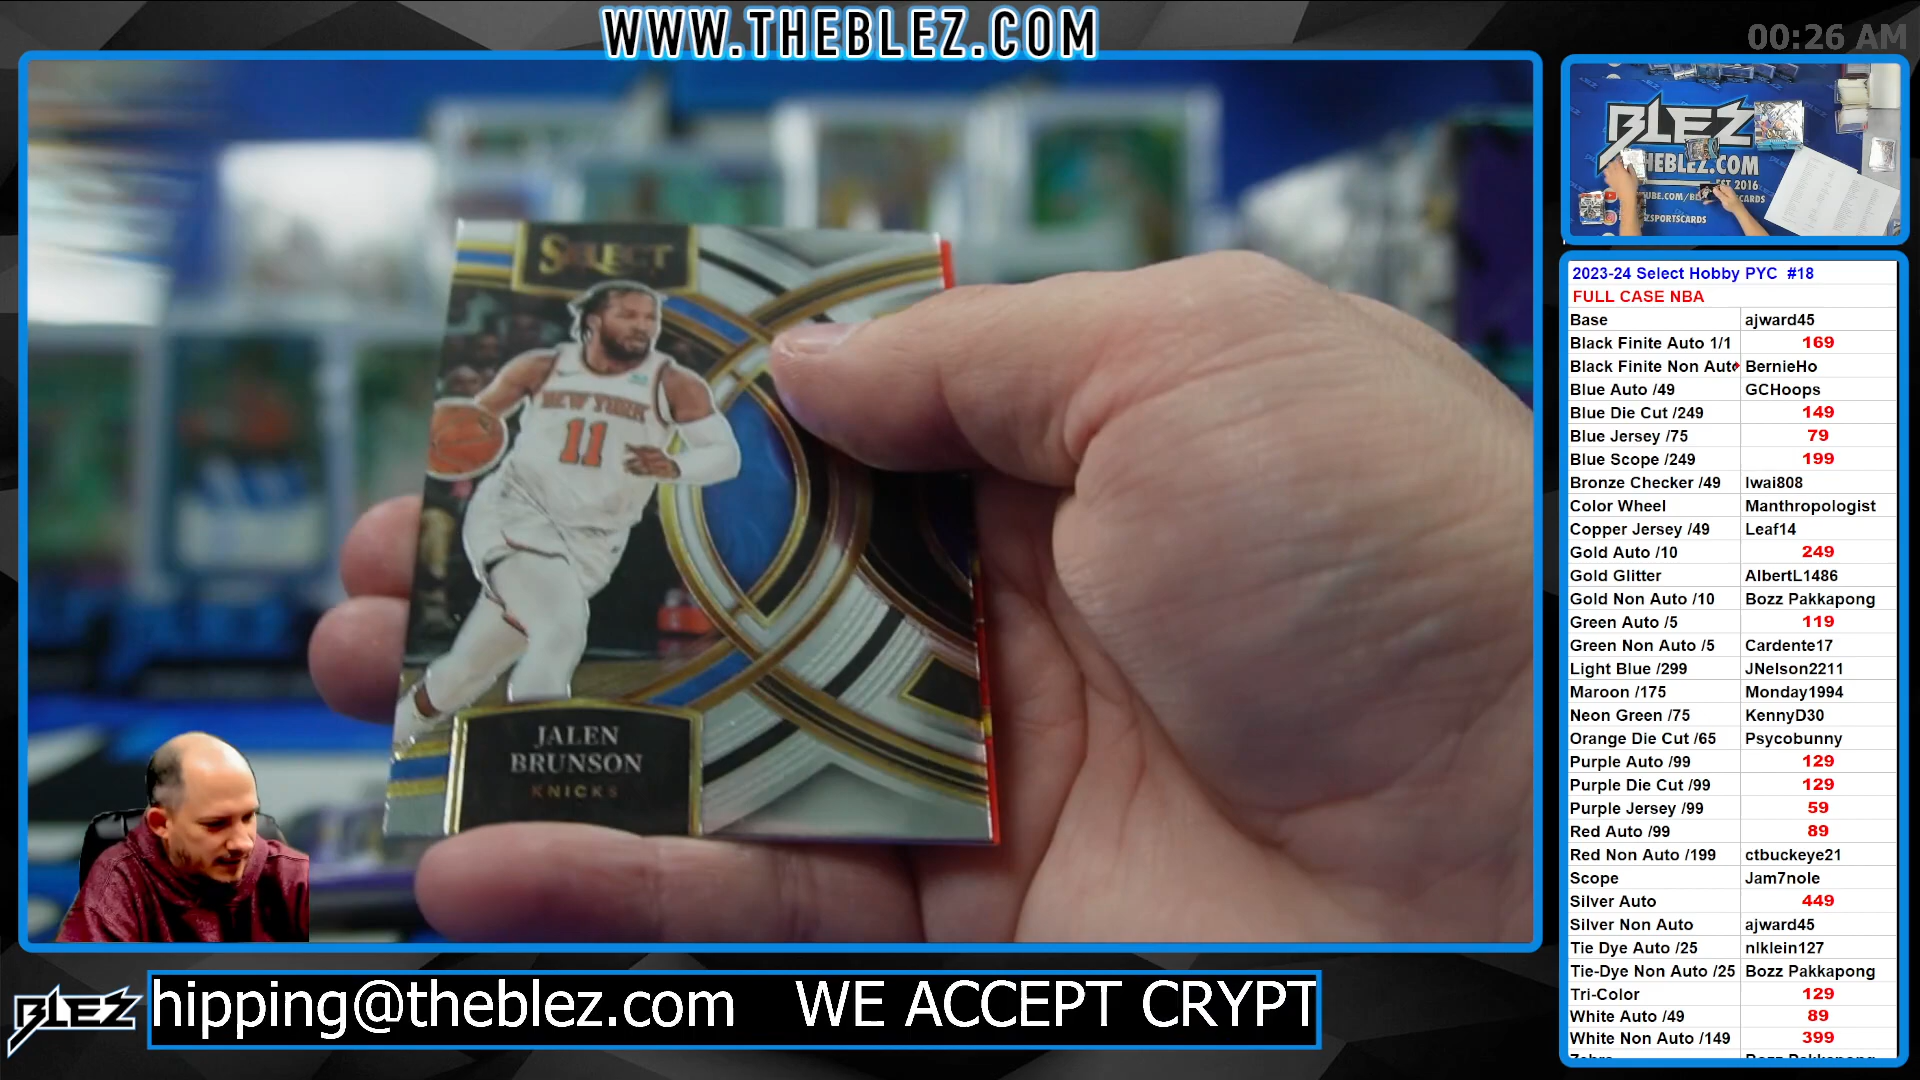 WWW.THEBLEZ.COM
00:26 AM
SELECT
NEW YORK
11
JALEN
BRUNSON
KNICKS
BLEZ
THEBLEZ.COM
EST 2016
ZSPORTSCARDS
2023-24 Select Hobby PYC #18
FULL CASE NBA
Base ajward45
Black Finite Auto 1/1 169
Black Finite Non Auto BernieHo
Blue Auto /49 GCHoops
Blue Die Cut /249 149
Blue Jersey /75 79
Blue Scope /249 199
Bronze Checker /49 Iwai808
Color Wheel Manthropologist
Copper Jersey /49 Leaf14
Gold Auto /10 249
Gold Glitter AlbertL1486
Gold Non Auto /10 Bozz Pakkapong
Green Auto /5 119
Green Non Auto /5 Cardente17
Light Blue /299 JNelson2211
Maroon /175 Monday1994
Neon Green /75 KennyD30
Orange Die Cut /65 Psycobunny
Purple Auto /99 129
Purple Die Cut /99 129
Purple Jersey /99 59
Red Auto /99 89
Red Non Auto /199 ctbuckeye21
Scope Jam7nole
Silver Auto 449
Silver Non Auto ajward45
Tie Dye Auto /25 nlklein127
Tie-Dye Non Auto /25 Bozz Pakkapong
Tri-Color 129
White Auto /49 89
White Non Auto /149 399
BLEZ
hipping@theblez.com WE ACCEPT CRYPT